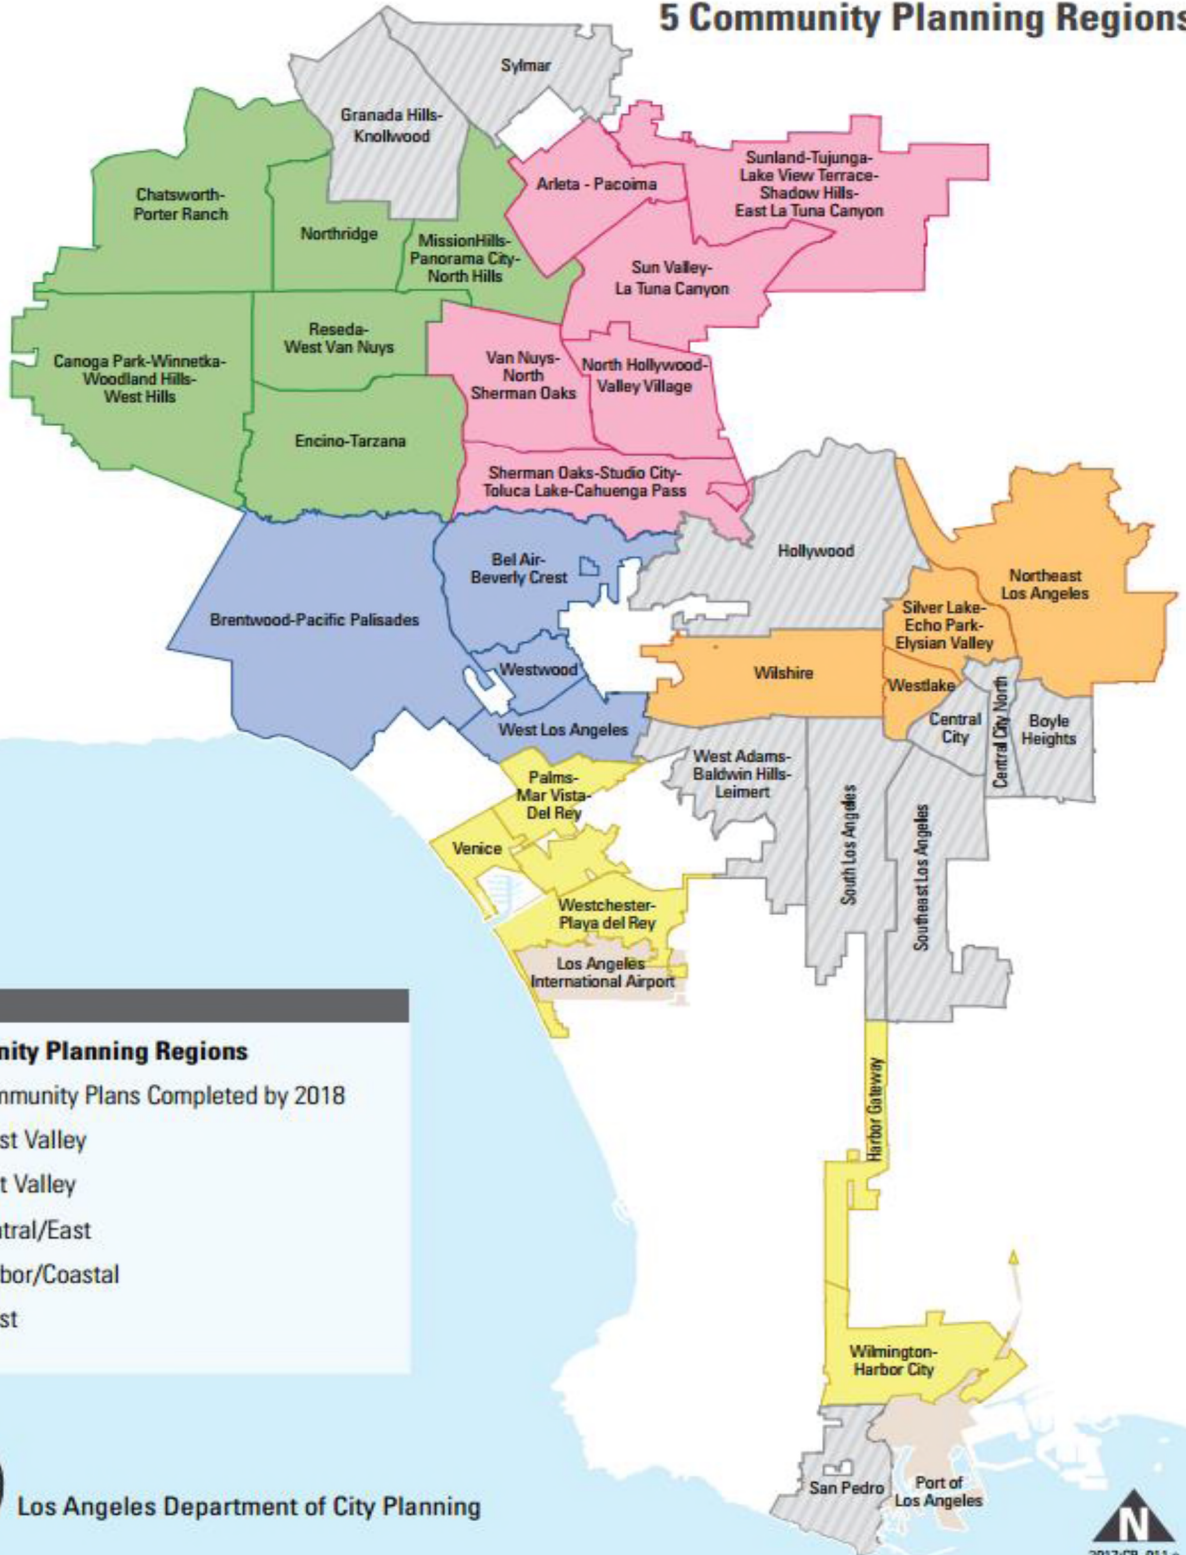 5 Community Planning Regions
Sylmar
Granada Hills-
Knollwood
Chatsworth-
Porter Ranch
Northridge
MissionHills-
Panorama City-
North Hills
Arleta - Pacoima
Sunland-Tujunga-
Lake View Terrace-
Shadow Hills-
East La Tuna Canyon
Sun Valley-
La Tuna Canyon
Canoga Park-Winnetka-
Woodland Hills-
West Hills
Reseda-
West Van Nuys
Van Nuys-
North
Sherman Oaks
North Hollywood-
Valley Village
Encino-Tarzana
Sherman Oaks-Studio City-
Toluca Lake-Cahuenga Pass
Hollywood
Bel Air-
Beverly Crest
Northeast
Los Angeles
Brentwood-Pacific Palisades
Silver Lake-
Echo Park-
Elysian Valley
Westwood
Wilshire
Westlake
West Los Angeles
Central
City
Central City North
Boyle
Heights
West Adams-
Baldwin Hills-
Leimert
Palms-
Mar Vista-
Del Rey
South Los Angeles
Southeast Los Angeles
Venice
Westchester-
Playa del Rey
Los Angeles
International Airport
Harbor Gateway
nity Planning Regions
mmunity Plans Completed by 2018
st Valley
t Valley
ntral/East
bor/Coastal
st
Wilmington-
Harbor City
San Pedro
Port of
Los Angeles
Los Angeles Department of City Planning
N